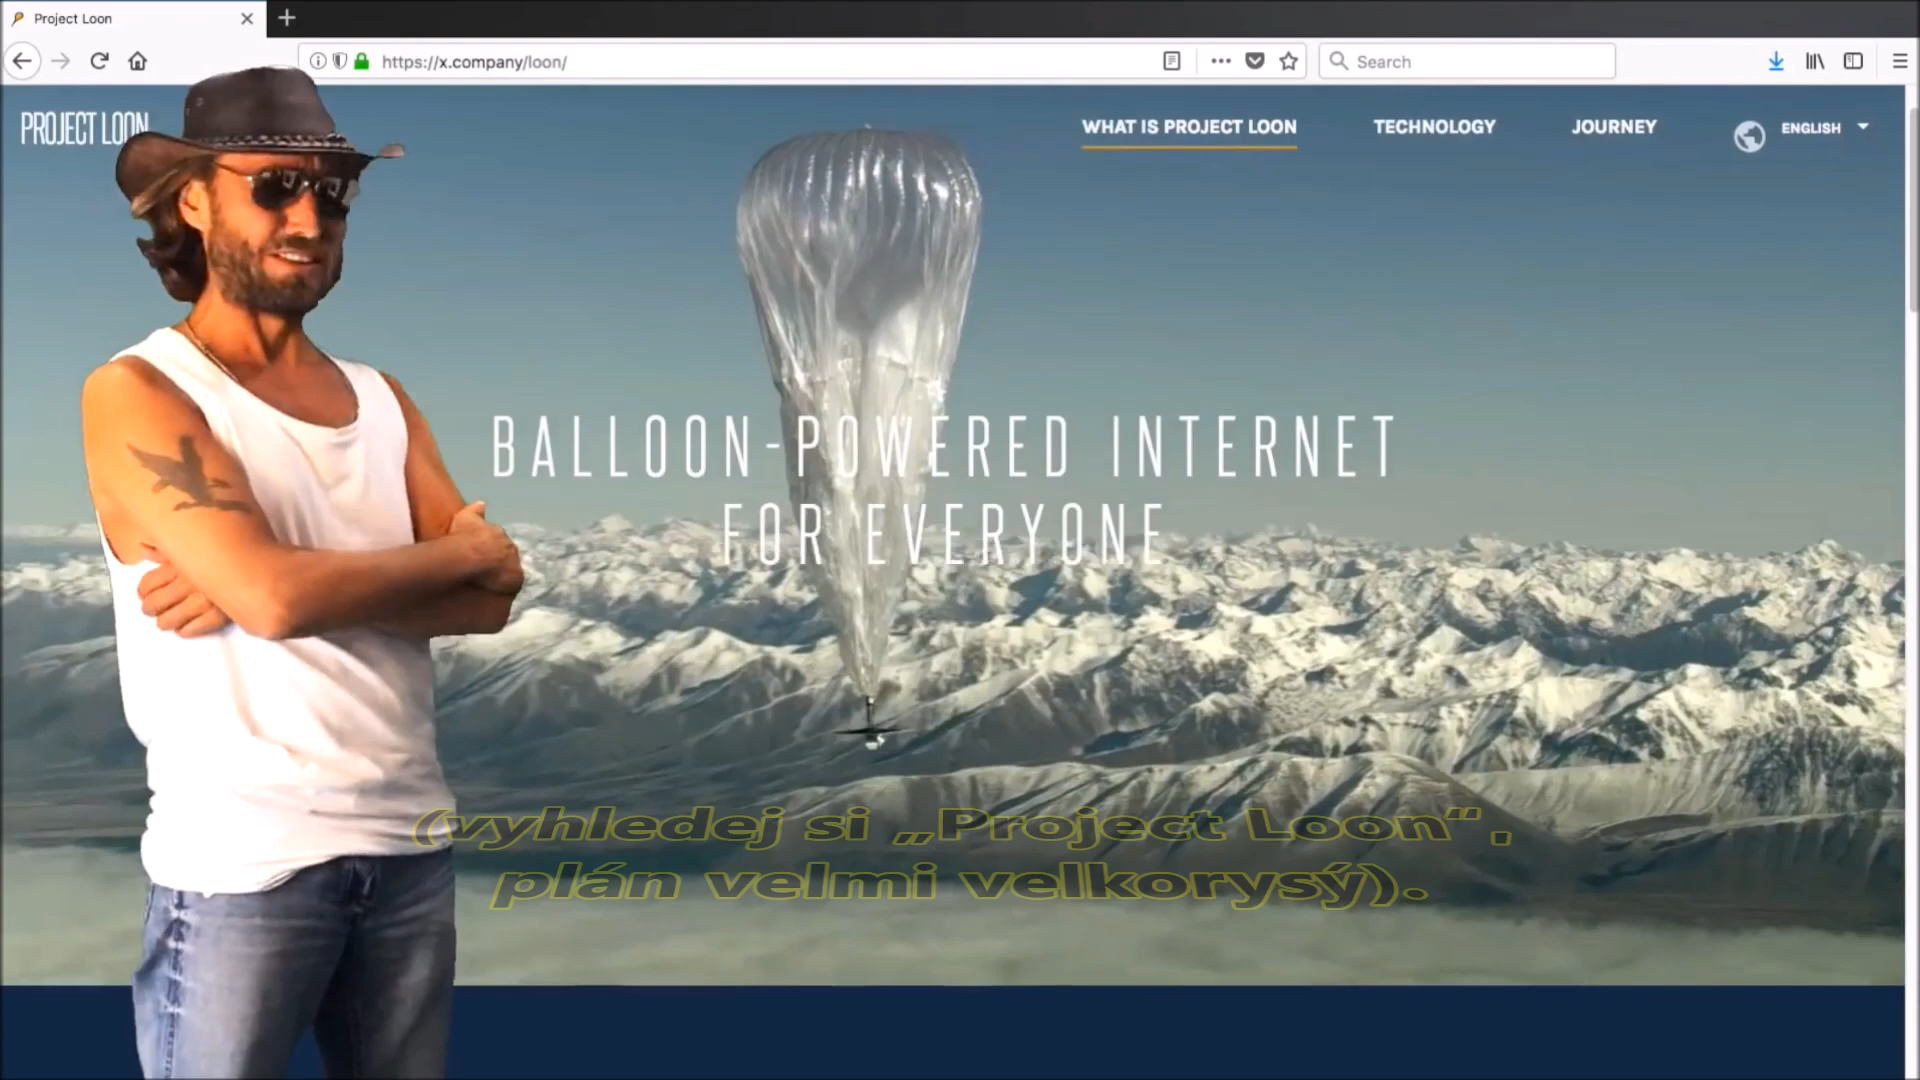 Project Loon
https://x.company/loon/
Search
PROJECT LOON
WHAT IS PROJECT LOON
TECHNOLOGY
JOURNEY
ENGLISH
BALLOON-POWERED INTERNET
FOR EVERYONE
(vyhledej si „Project Loon“.
plán velmi velkorysý).